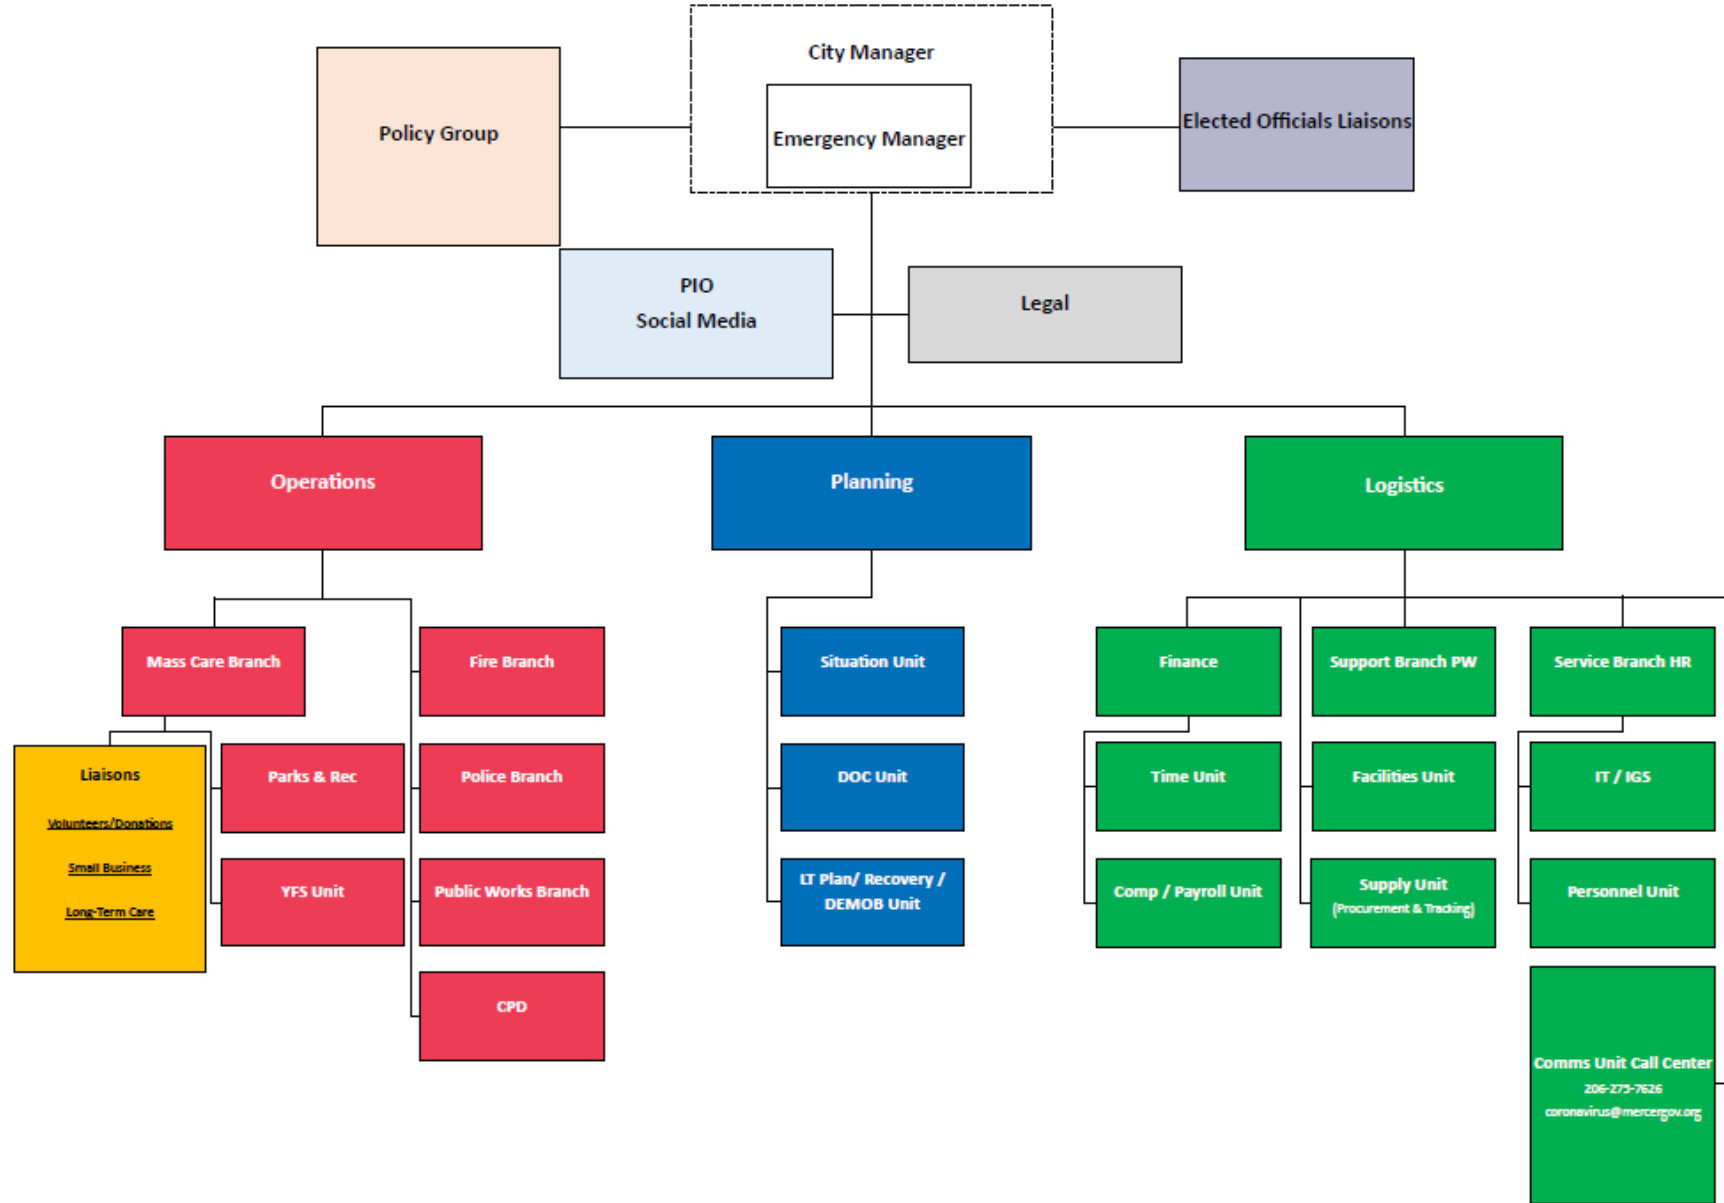 City Manager
Emergency Manager
Policy Group
Elected Officials Liaisons
PIO
Social Media
Legal
Operations
Planning
Logistics
Mass Care Branch
Fire Branch
Situation Unit
Finance
Support Branch PW
Service Branch HR
Liaisons
Volunteers/Donations
Small Business
Long-Term Care
Parks & Rec
Police Branch
DOC Unit
Time Unit
Facilities Unit
IT / IGS
YFS Unit
Public Works Branch
LT Plan/ Recovery /
DEMOB Unit
Comp / Payroll Unit
Supply Unit
(Procurement & Tracking)
Personnel Unit
CPD
Comms Unit Call Center
206-275-7626
coronavirus@mercergov.org